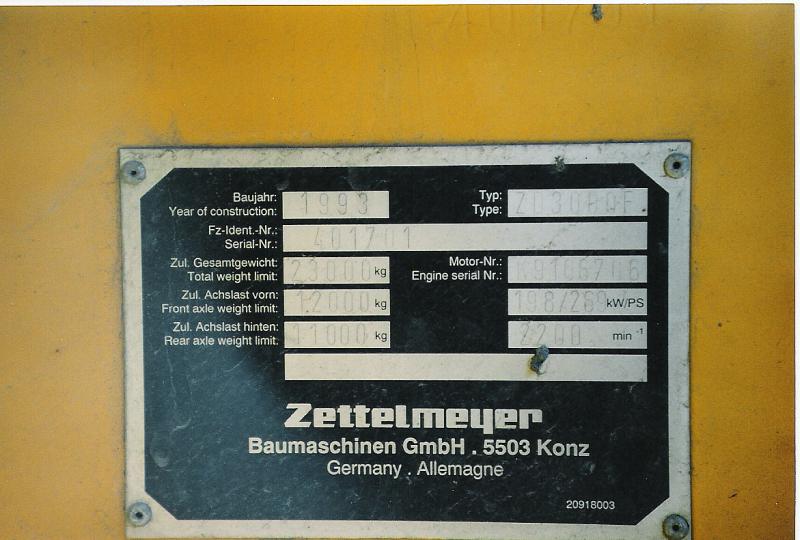 Baujahr:
Year of construction: 1993
Typ:
Type:
Fz-Ident.-Nr.:
Serial-Nr.: 401701
Zul. Gesamtgewicht:
Total weight limit: 23000 kg
Motor-Nr.:
Engine serial Nr.:
Zul. Achslast vorn:
Front axle weight limit: 12000 kg
198/269 kW/PS
Zul. Achslast hinten:
Rear axle weight limit: 11000 kg
2200 min -1
Zettelmeyer
Baumaschinen GmbH . 5503 Konz
Germany . Allemagne
20918003